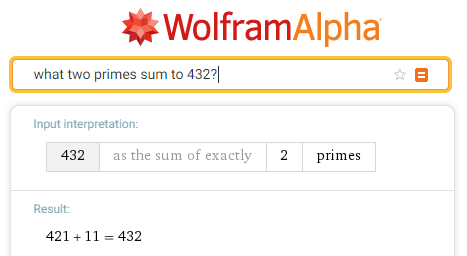 WolframAlpha
what two primes sum to 432?
Input interpretation:
432 as the sum of exactly 2 primes
Result:
421 + 11 = 432